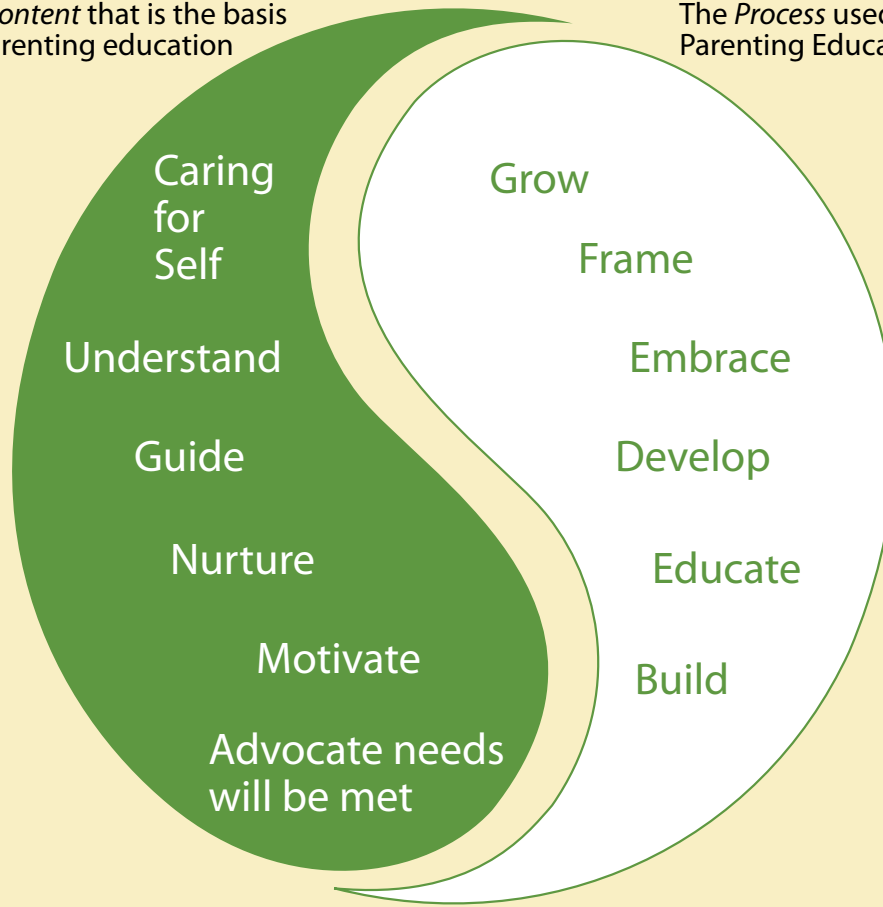 ontent that is the basis
renting education
The Process used
Parenting Educa
Caring
for
Self
Understand
Guide
Nurture
Motivate
Advocate needs
will be met
Grow
Frame
Embrace
Develop
Educate
Build